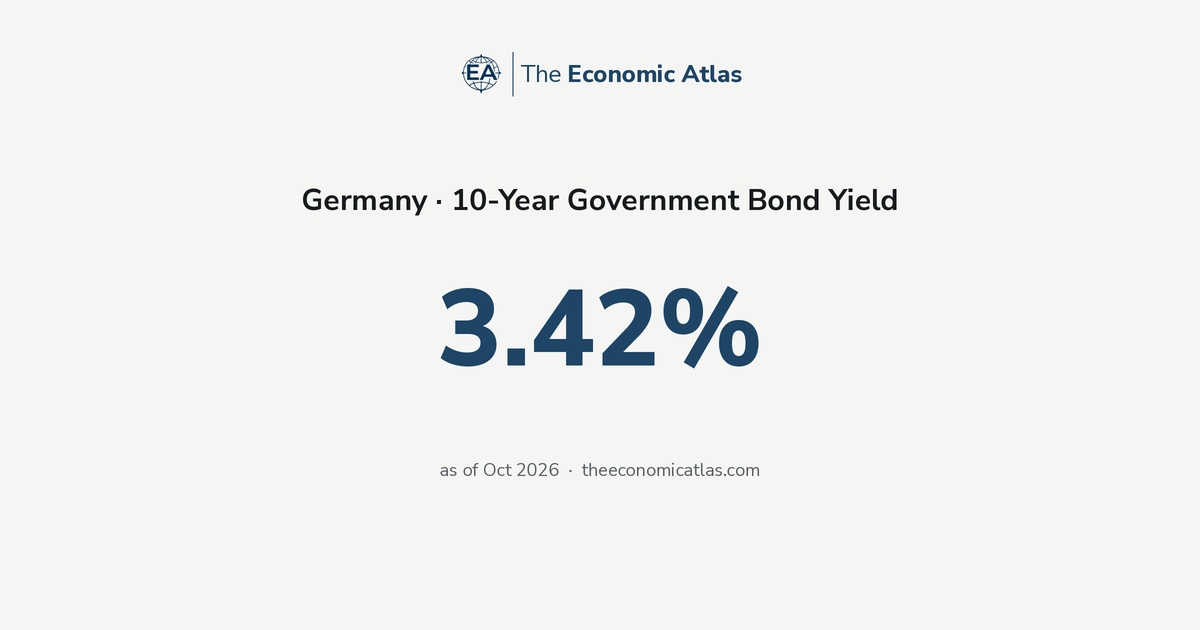 EA The Economic Atlas
Germany · 10-Year Government Bond Yield
3.42%
as of Oct 2026 · theeconomicatlas.com